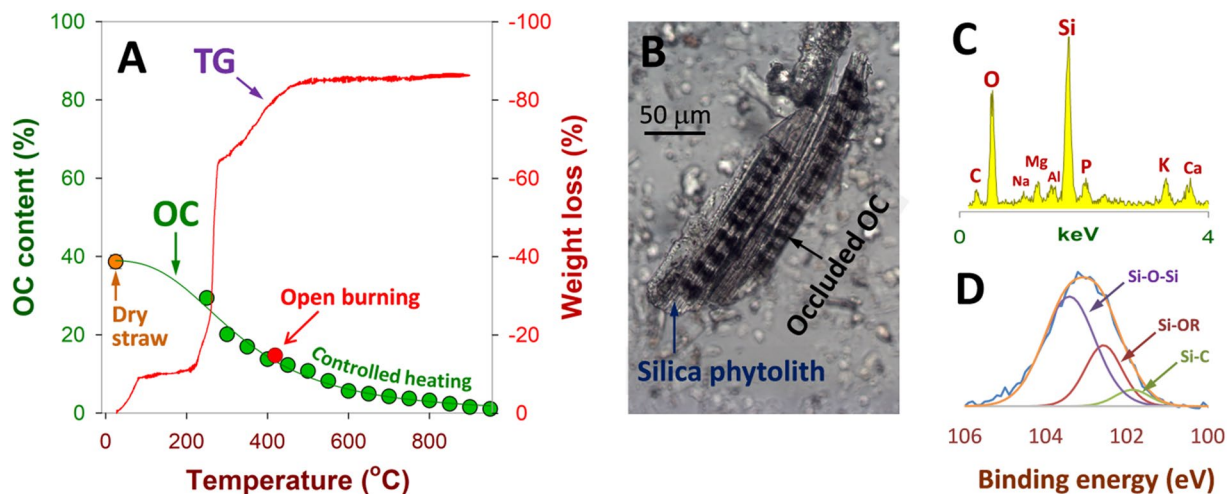 A
OC content (%)
100
80
60
40
20
0
-100
-80
-60
-40
-20
0
Weight loss (%)
TG
OC
Dry
straw
Open burning
Controlled heating
0 200 400 600 800
Temperature (°C)
B
50 µm
Occluded OC
Silica phytolith
C
C
O
Na
Mg
Al
Si
P
K
Ca
0 keV 4
D
Si-O-Si
Si-OR
Si-C
106 104 102 100
Binding energy (eV)